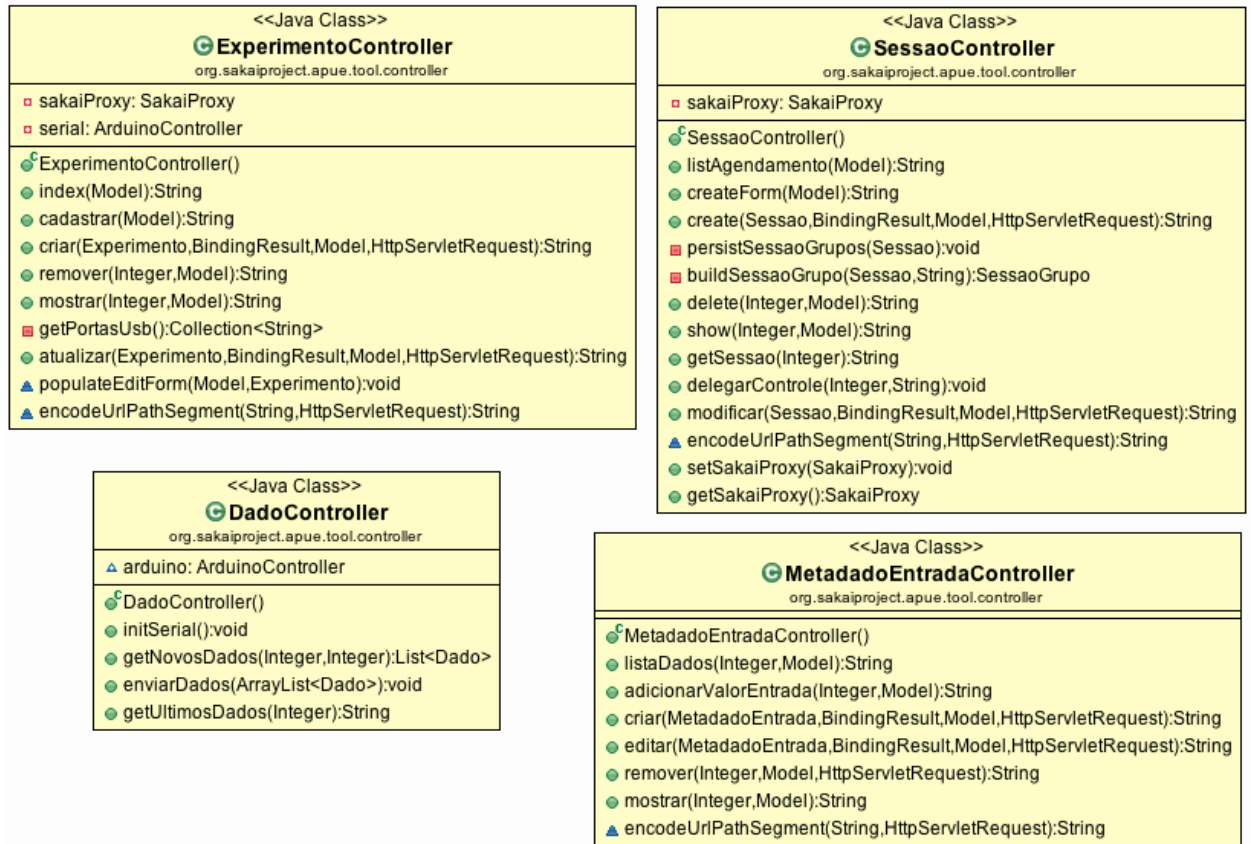 <<Java Class>>
ExperimentoController
org.sakaiproject.apue.tool.controller
sakaiProxy: SakaiProxy
serial: ArduinoController
ExperimentoController()
index(Model):String
cadastrar(Model):String
criar(Experimento,BindingResult,Model,HttpServletRequest):String
remover(Integer,Model):String
mostrar(Integer,Model):String
getPortasUsb():Collection<String>
atualizar(Experimento,BindingResult,Model,HttpServletRequest):String
populateEditForm(Model,Experimento):void
encodeUrlPathSegment(String,HttpServletRequest):String
<<Java Class>>
SessaoController
org.sakaiproject.apue.tool.controller
sakaiProxy: SakaiProxy
SessaoController()
listAgendamento(Model):String
createForm(Model):String
create(Sessao,BindingResult,Model,HttpServletRequest):String
persistSessaoGrupos(Sessao):void
buildSessaoGrupo(Sessao,String):SessaoGrupo
delete(Integer,Model):String
show(Integer,Model):String
getSessao(Integer):String
delegarControle(Integer,String):void
modificar(Sessao,BindingResult,Model,HttpServletRequest):String
encodeUrlPathSegment(String,HttpServletRequest):String
setSakaiProxy(SakaiProxy):void
getSakaiProxy():SakaiProxy
<<Java Class>>
DadoController
org.sakaiproject.apue.tool.controller
arduino: ArduinoController
DadoController()
initSerial():void
getNovosDados(Integer,Integer):List<Dado>
enviarDados(ArrayList<Dado>):void
getUltimosDados(Integer):String
<<Java Class>>
MetadadoEntradaController
org.sakaiproject.apue.tool.controller
MetadadoEntradaController()
listaDados(Integer,Model):String
adicionarValorEntrada(Integer,Model):String
criar(MetadadoEntrada,BindingResult,Model,HttpServletRequest):String
editar(MetadadoEntrada,BindingResult,Model,HttpServletRequest):String
remover(Integer,Model,HttpServletRequest):String
mostrar(Integer,Model):String
encodeUrlPathSegment(String,HttpServletRequest):String